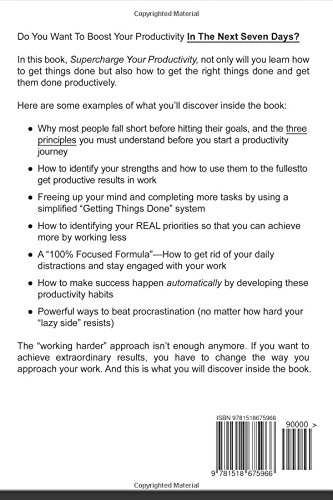 Copyrighted Material
Do You Want To Boost Your Productivity In The Next Seven Days?
In this book, Supercharge Your Productivity, not only will you learn how
to get things done but also how to get the right things done and get
them done productively.
Here are some examples of what you'll discover inside the book:
● Why most people fall short before hitting their goals, and the three
principles you must understand before you start a productivity
journey
● How to identify your strengths and how to use them to the fullestto
get productive results in work
● Freeing up your mind and completing more tasks by using a
simplified “Getting Things Done” system
● How to identifying your REAL priorities so that you can achieve
more by working less
● A “100% Focused Formula”—How to get rid of your daily
distractions and stay engaged with your work
● How to make success happen automatically by developing these
productivity habits
● Powerful ways to beat procrastination (no matter how hard your
“lazy side” resists)
The “working harder” approach isn’t enough anymore. If you want to
achieve extraordinary results, you have to change the way you
approach your work. And this is what you will discover inside the book.
ISBN 9781518675966
90000 >
9 781518 675966
Copyrighted Material